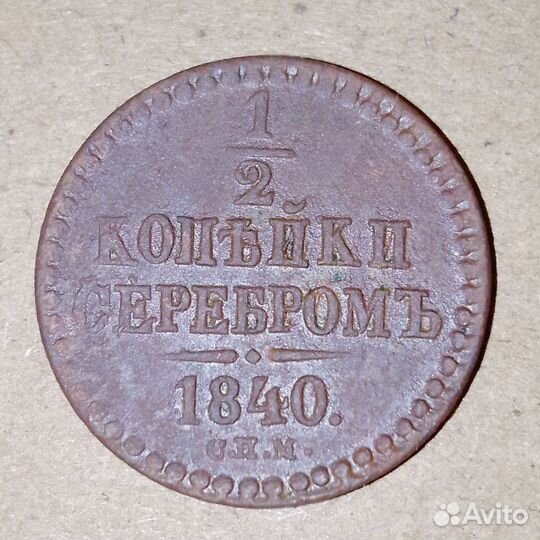 1
2
КОПѢЙКИ
СЕРЕБРОМЪ
1840.
С.П.М.
Avito